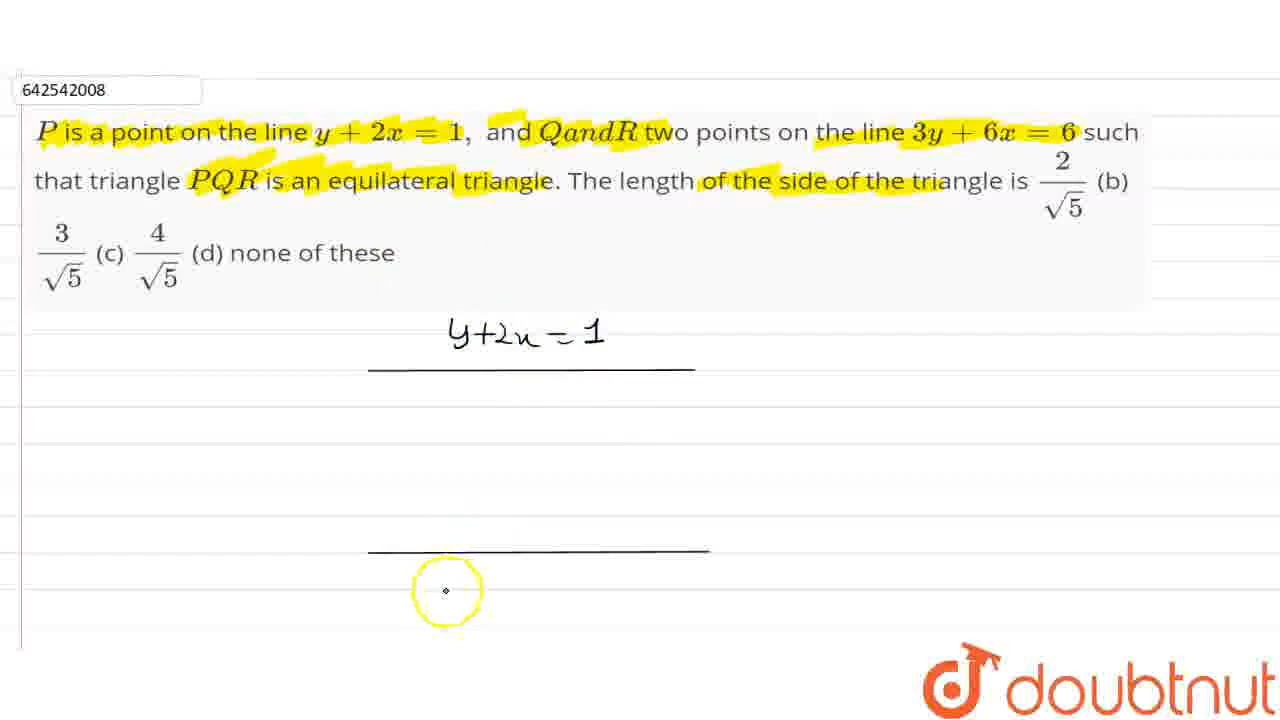 642542008
P is a point on the line y + 2x = 1, and QandR two points on the line 3y + 6x = 6 such
that triangle PQR is an equilateral triangle. The length of the side of the triangle is 2/√5 (b)
3/√5 (c) 4/√5 (d) none of these
y+2x=1
doubtnut